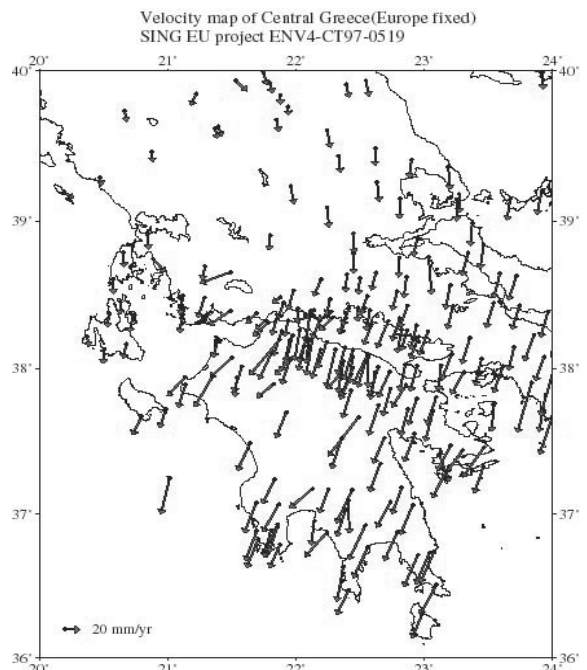 Velocity map of Central Greece(Europe fixed)
SING EU project ENV4-CT97-0519
20˚ 21˚ 22˚ 23˚ 24˚
40˚ 40˚
39˚ 39˚
38˚ 38˚
37˚ 37˚
20 mm/yr
36˚ 36˚
20˚ 21˚ 22˚ 23˚ 24˚